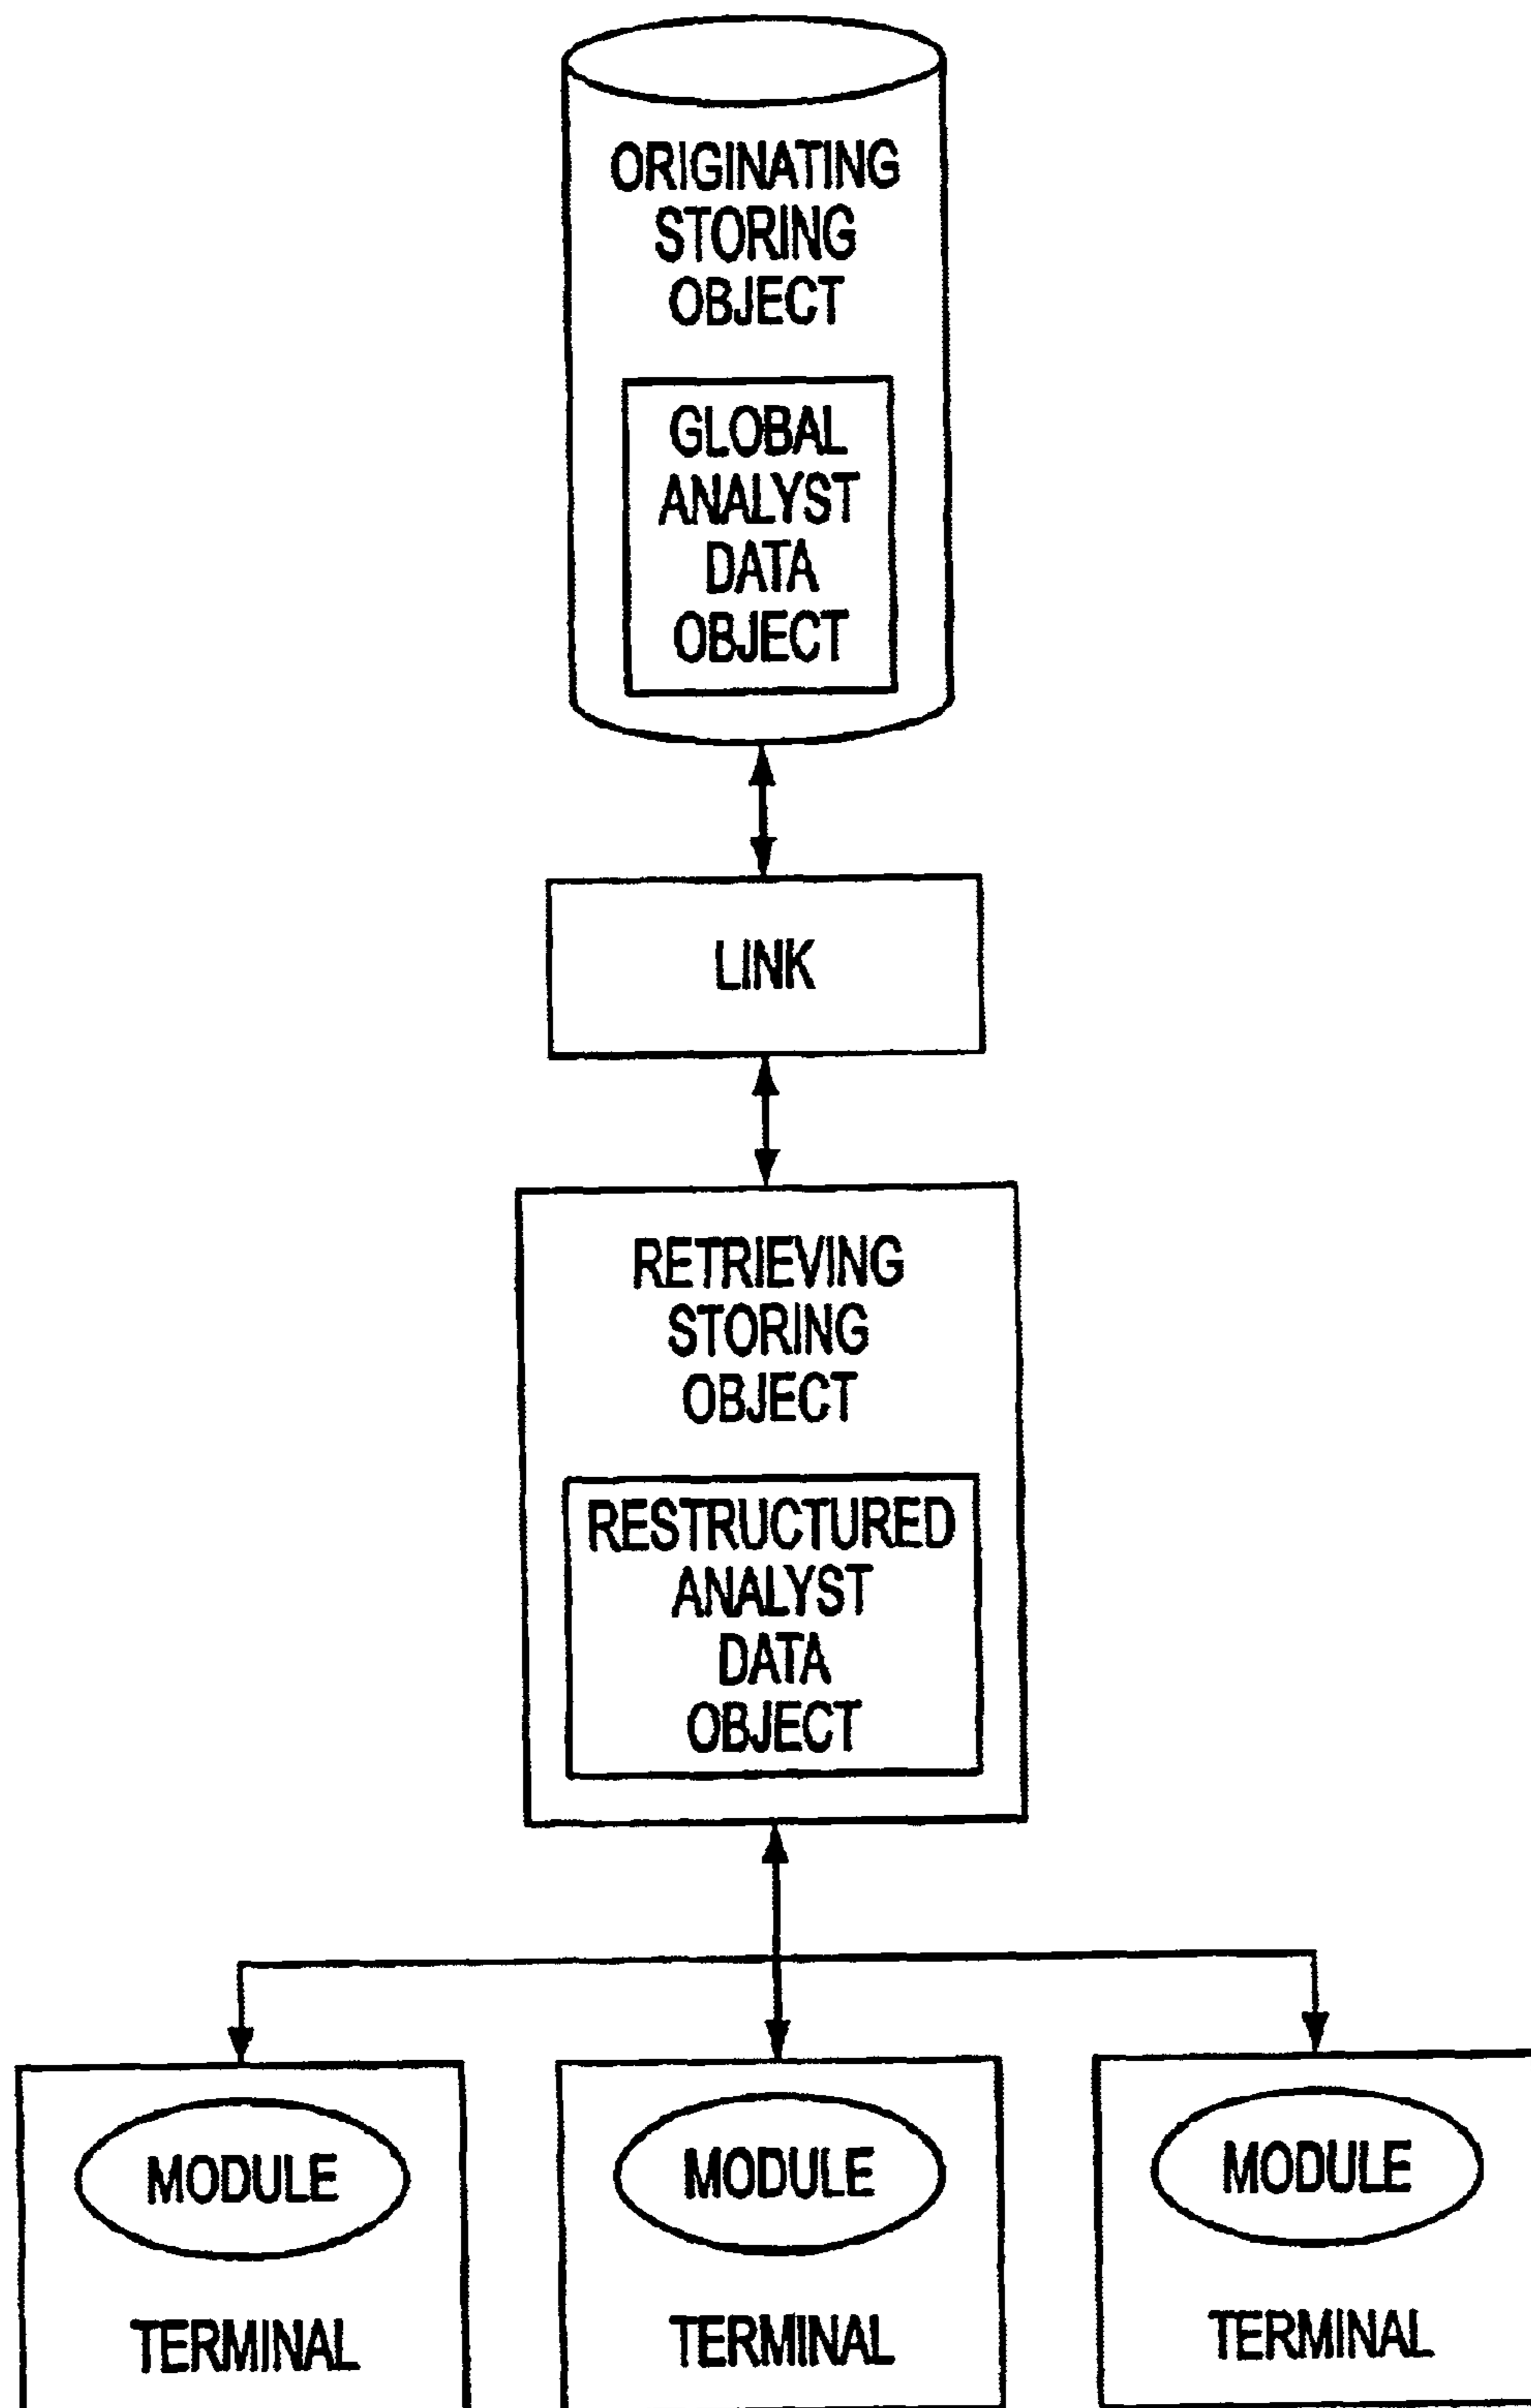 ORIGINATING
STORING
OBJECT
GLOBAL
ANALYST
DATA
OBJECT
LINK
RETRIEVING
STORING
OBJECT
RESTRUCTURED
ANALYST
DATA
OBJECT
MODULE
TERMINAL
MODULE
TERMINAL
MODULE
TERMINAL